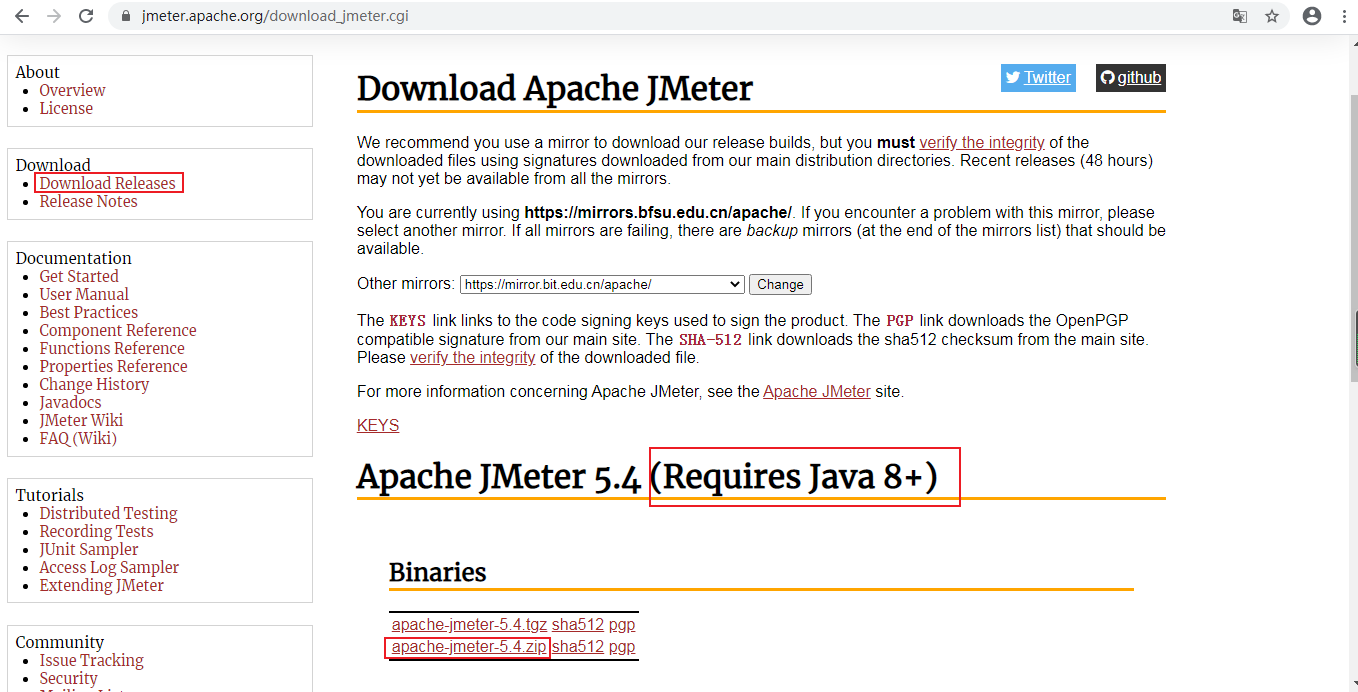 jmeter.apache.org/download_jmeter.cgi
About
Overview
License
Download
Download Releases
Release Notes
Documentation
Get Started
User Manual
Best Practices
Component Reference
Functions Reference
Properties Reference
Change History
Javadocs
JMeter Wiki
FAQ (Wiki)
Tutorials
Distributed Testing
Recording Tests
JUnit Sampler
Access Log Sampler
Extending JMeter
Community
Issue Tracking
Security
Download Apache JMeter
Twitter
github
We recommend you use a mirror to download our release builds, but you must verify the integrity of the
downloaded files using signatures downloaded from our main distribution directories. Recent releases (48 hours)
may not yet be available from all the mirrors.
You are currently using https://mirrors.bfsu.edu.cn/apache/. If you encounter a problem with this mirror, please
select another mirror. If all mirrors are failing, there are backup mirrors (at the end of the mirrors list) that should be
available.
Other mirrors: https://mirror.bit.edu.cn/apache/ Change
The KEYS link links to the code signing keys used to sign the product. The PGP link downloads the OpenPGP
compatible signature from our main site. The SHA-512 link downloads the sha512 checksum from the main site.
Please verify the integrity of the downloaded file.
For more information concerning Apache JMeter, see the Apache JMeter site.
KEYS
Apache JMeter 5.4 (Requires Java 8+)
Binaries
apache-jmeter-5.4.tgz sha512 pgp
apache-jmeter-5.4.zip sha512 pgp